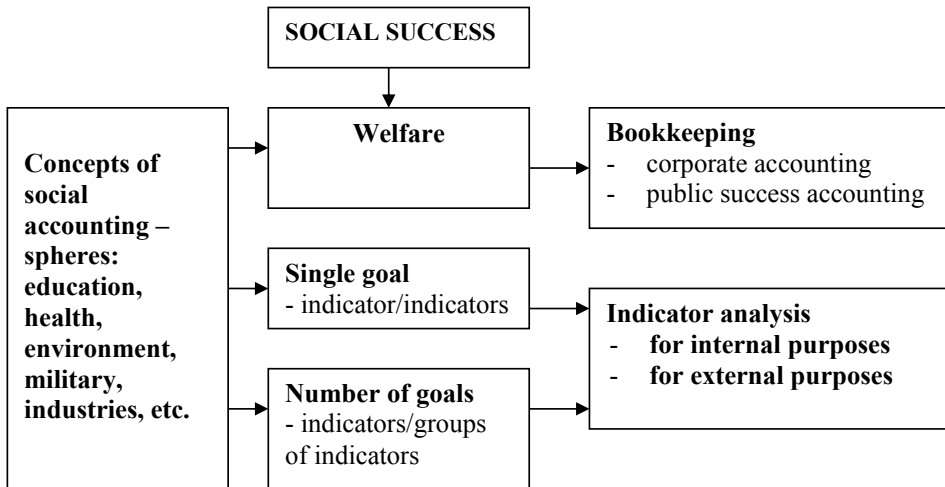 SOCIAL SUCCESS
Concepts of
social
accounting –
spheres:
education,
health,
environment,
military,
industries, etc.
Welfare
Bookkeeping
- corporate accounting
- public success accounting
Single goal
- indicator/indicators
Number of goals
- indicators/groups
of indicators
Indicator analysis
- for internal purposes
- for external purposes